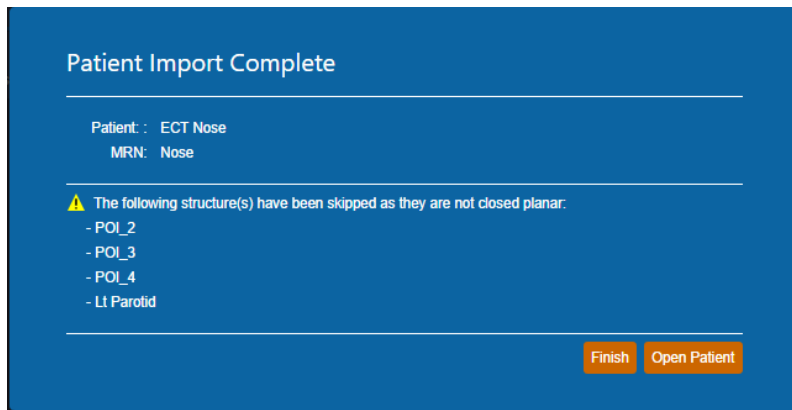 Patient Import Complete
Patient: : ECT Nose
MRN: Nose
The following structure(s) have been skipped as they are not closed planar:
- POI_2
- POI_3
- POI_4
- Lt Parotid
Finish Open Patient